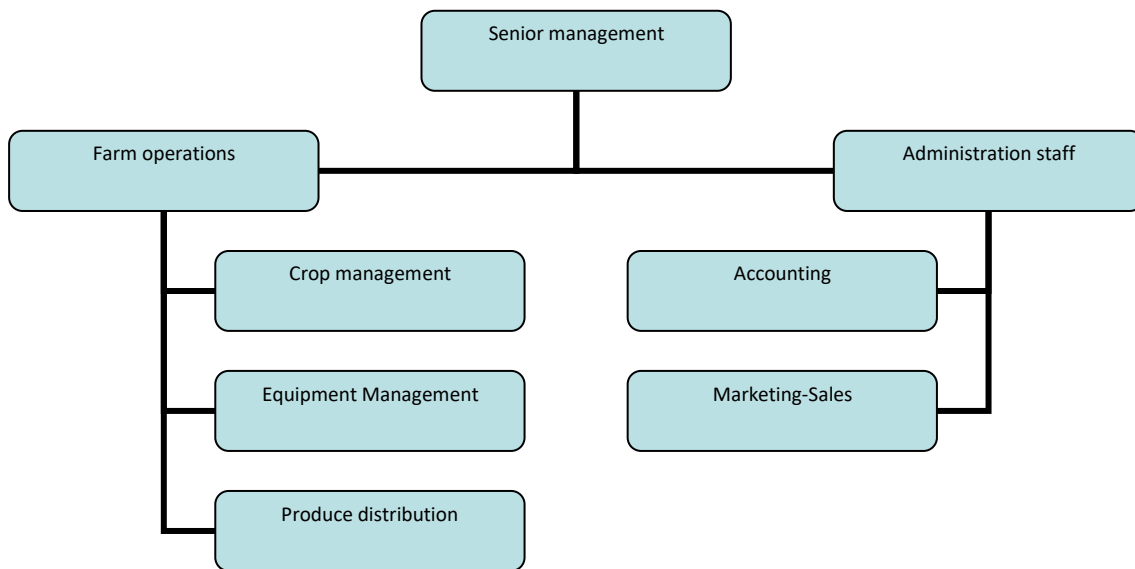 Senior management
Farm operations
Administration staff
Crop management
Accounting
Equipment Management
Marketing-Sales
Produce distribution